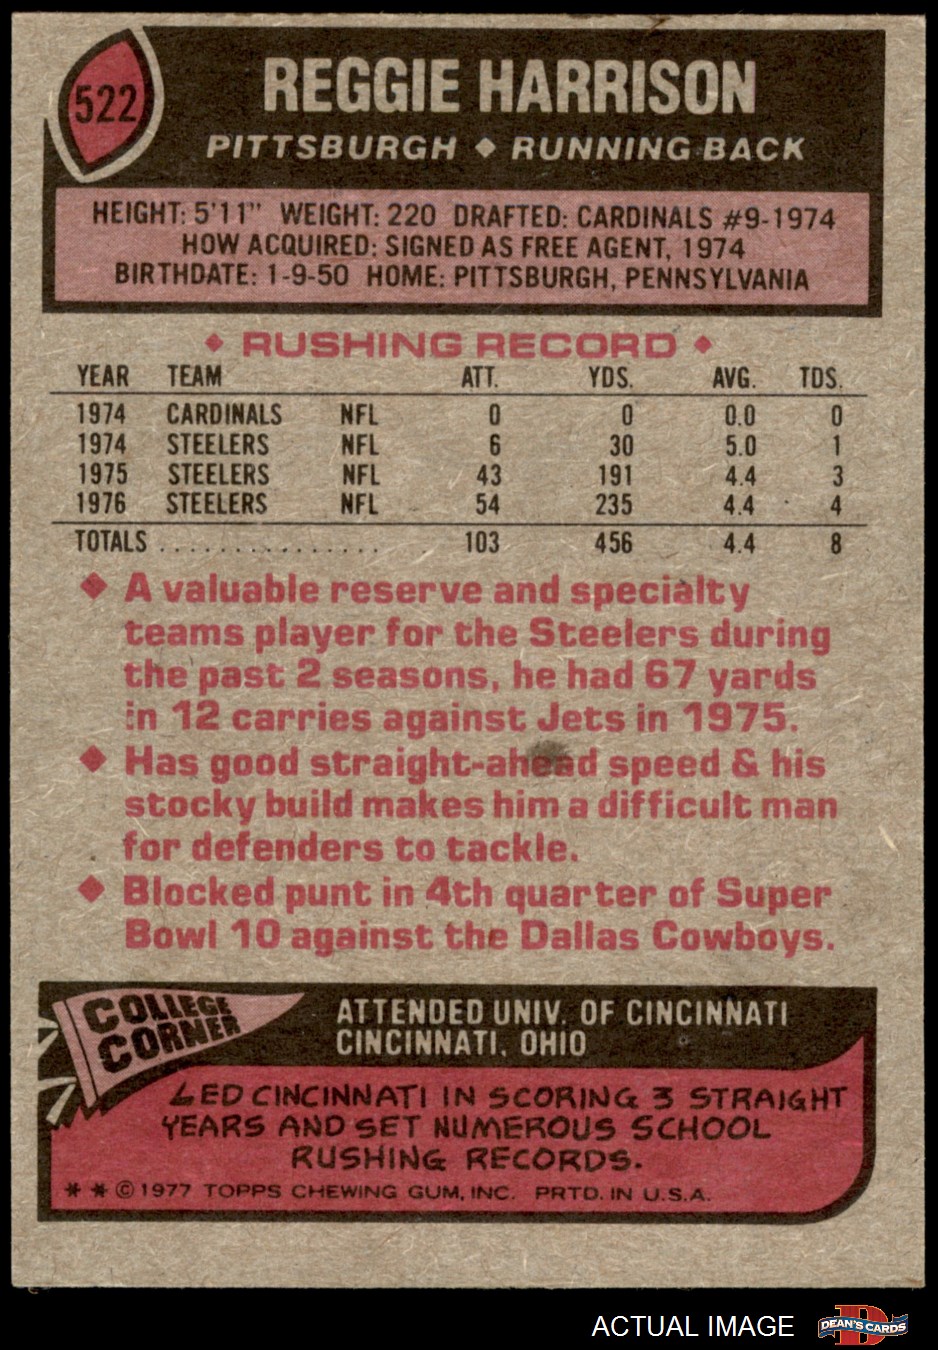 522
REGGIE HARRISON
PITTSBURGH ◆ RUNNING BACK
HEIGHT: 5'11" WEIGHT: 220 DRAFTED: CARDINALS #9-1974
HOW ACQUIRED: SIGNED AS FREE AGENT, 1974
BIRTHDATE: 1-9-50 HOME: PITTSBURGH, PENNSYLVANIA
◆ RUSHING RECORD ◆
YEAR TEAM ATT. YDS. AVG. TDS.
1974 CARDINALS NFL 0 0 0.0 0
1974 STEELERS NFL 6 30 5.0 1
1975 STEELERS NFL 43 191 4.4 3
1976 STEELERS NFL 54 235 4.4 4
TOTALS ............... 103 456 4.4 8
◆ A valuable reserve and specialty
teams player for the Steelers during
the past 2 seasons, he had 67 yards
in 12 carries against Jets in 1975.
◆ Has good straight-ahead speed & his
stocky build makes him a difficult man
for defenders to tackle.
◆ Blocked punt in 4th quarter of Super
Bowl 10 against the Dallas Cowboys.
COLLEGE
CORNER
ATTENDED UNIV. OF CINCINNATI
CINCINNATI, OHIO
LED CINCINNATI IN SCORING 3 STRAIGHT
YEARS AND SET NUMEROUS SCHOOL
RUSHING RECORDS.
* * © 1977 TOPPS CHEWING GUM, INC. PRTD. IN U.S.A.
ACTUAL IMAGE
DEAN'S CARDS